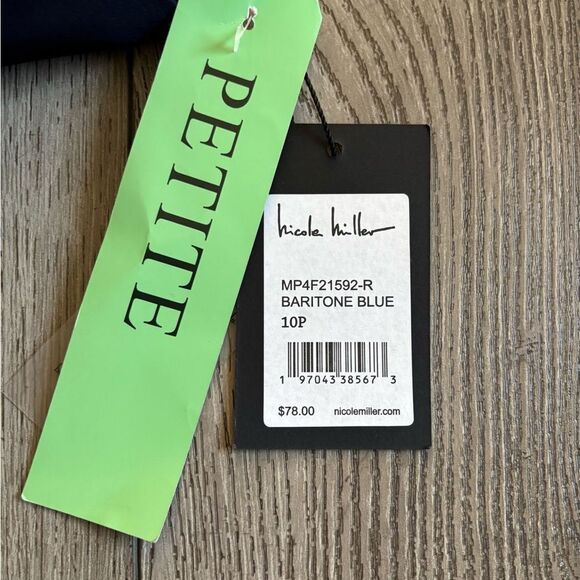 PETITE
nicole miller
MP4F21592-R
BARITONE BLUE
10P
1 97043 38567 3
$78.00 nicolemiller.com